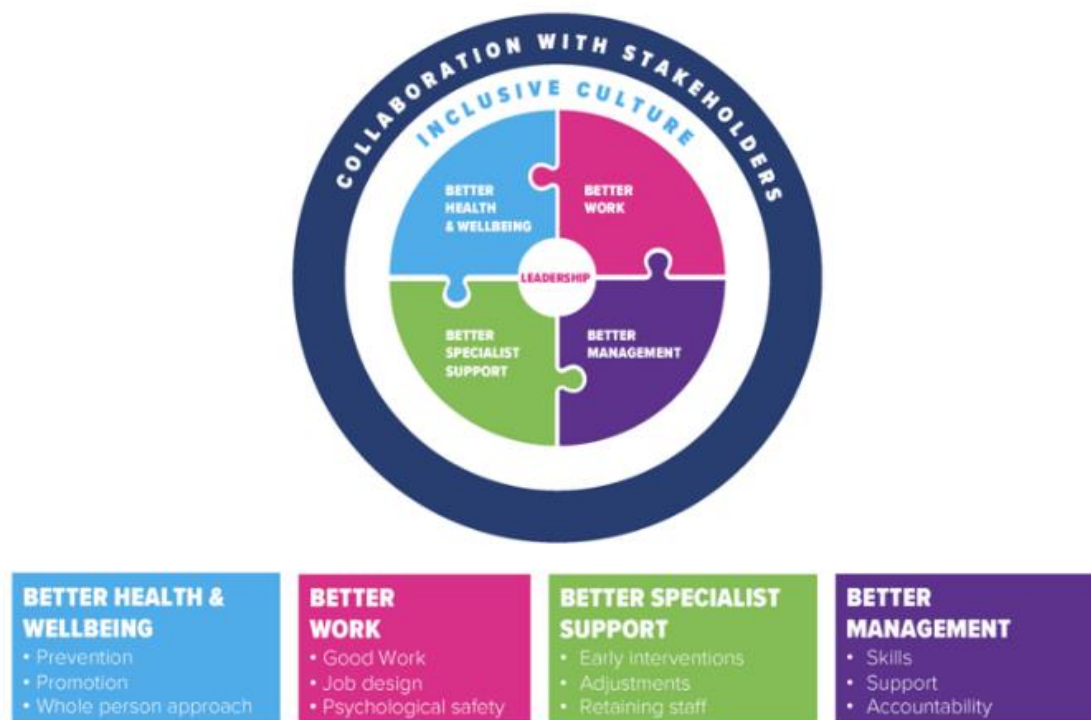 COLLABORATION WITH STAKEHOLDERS
INCLUSIVE CULTURE
BETTER
HEALTH
& WELLBEING
BETTER
WORK
LEADERSHIP
BETTER
SPECIALIST
SUPPORT
BETTER
MANAGEMENT
BETTER HEALTH &
WELLBEING
• Prevention
• Promotion
• Whole person approach
BETTER
WORK
• Good Work
• Job design
• Psychological safety
BETTER SPECIALIST
SUPPORT
• Early interventions
• Adjustments
• Retaining staff
BETTER
MANAGEMENT
• Skills
• Support
• Accountability